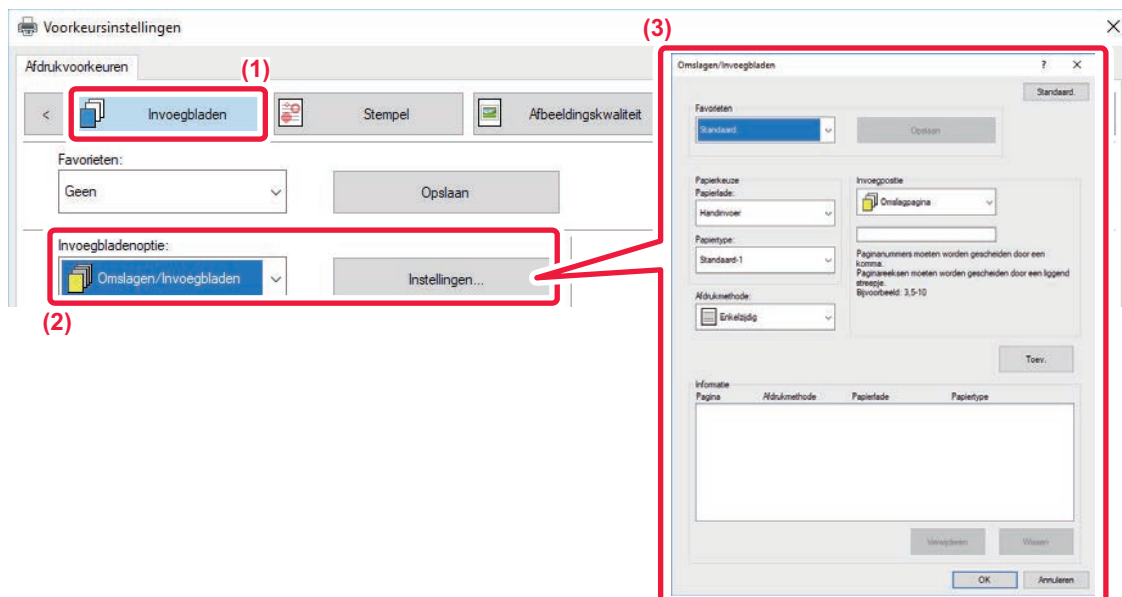 Voorkeursinstellingen
Afdrukvoorkeuren
(1)
<
Invoegbladen
Stempel
Afbeeldingskwaliteit
Favorieten:
Geen
Opslaan
Invoegbladenoptie:
Omslagen/Invoegbladen
Instellingen...
(2)
(3)
Omslagen/Invoegbladen
?
Standaard.
Favorieten
Standaard.
Opslaan
Papierkeuze
Papierlade:
Handinvoer
Papiertype:
Standaard-1
Afdrukmethode:
Enkelzijdig
Invoegpositie
Omslagpagina
Paginanummers moeten worden gescheiden door een
komma.
Paginareeksen moeten worden gescheiden door een liggend
streepje.
Bijvoorbeeld: 3,5-10
Toev.
Informatie
Pagina
Afdrukmethode
Papierlade
Papiertype
Verwijderen
Wissen
OK
Annuleren